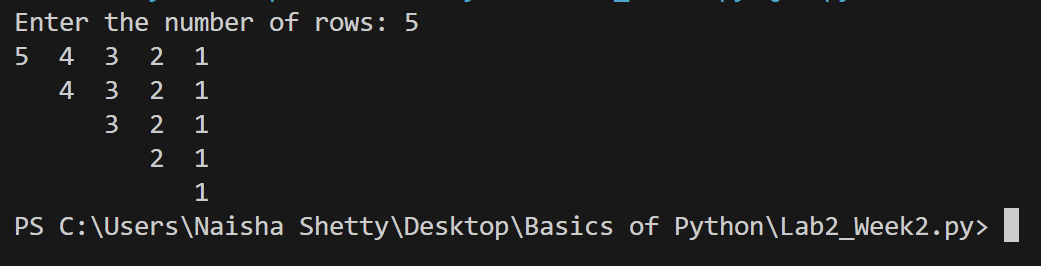 Enter the number of rows: 5
5  4  3  2  1
   4  3  2  1
      3  2  1
         2  1
            1
PS C:\Users\Naisha Shetty\Desktop\Basics of Python\Lab2_Week2.py>